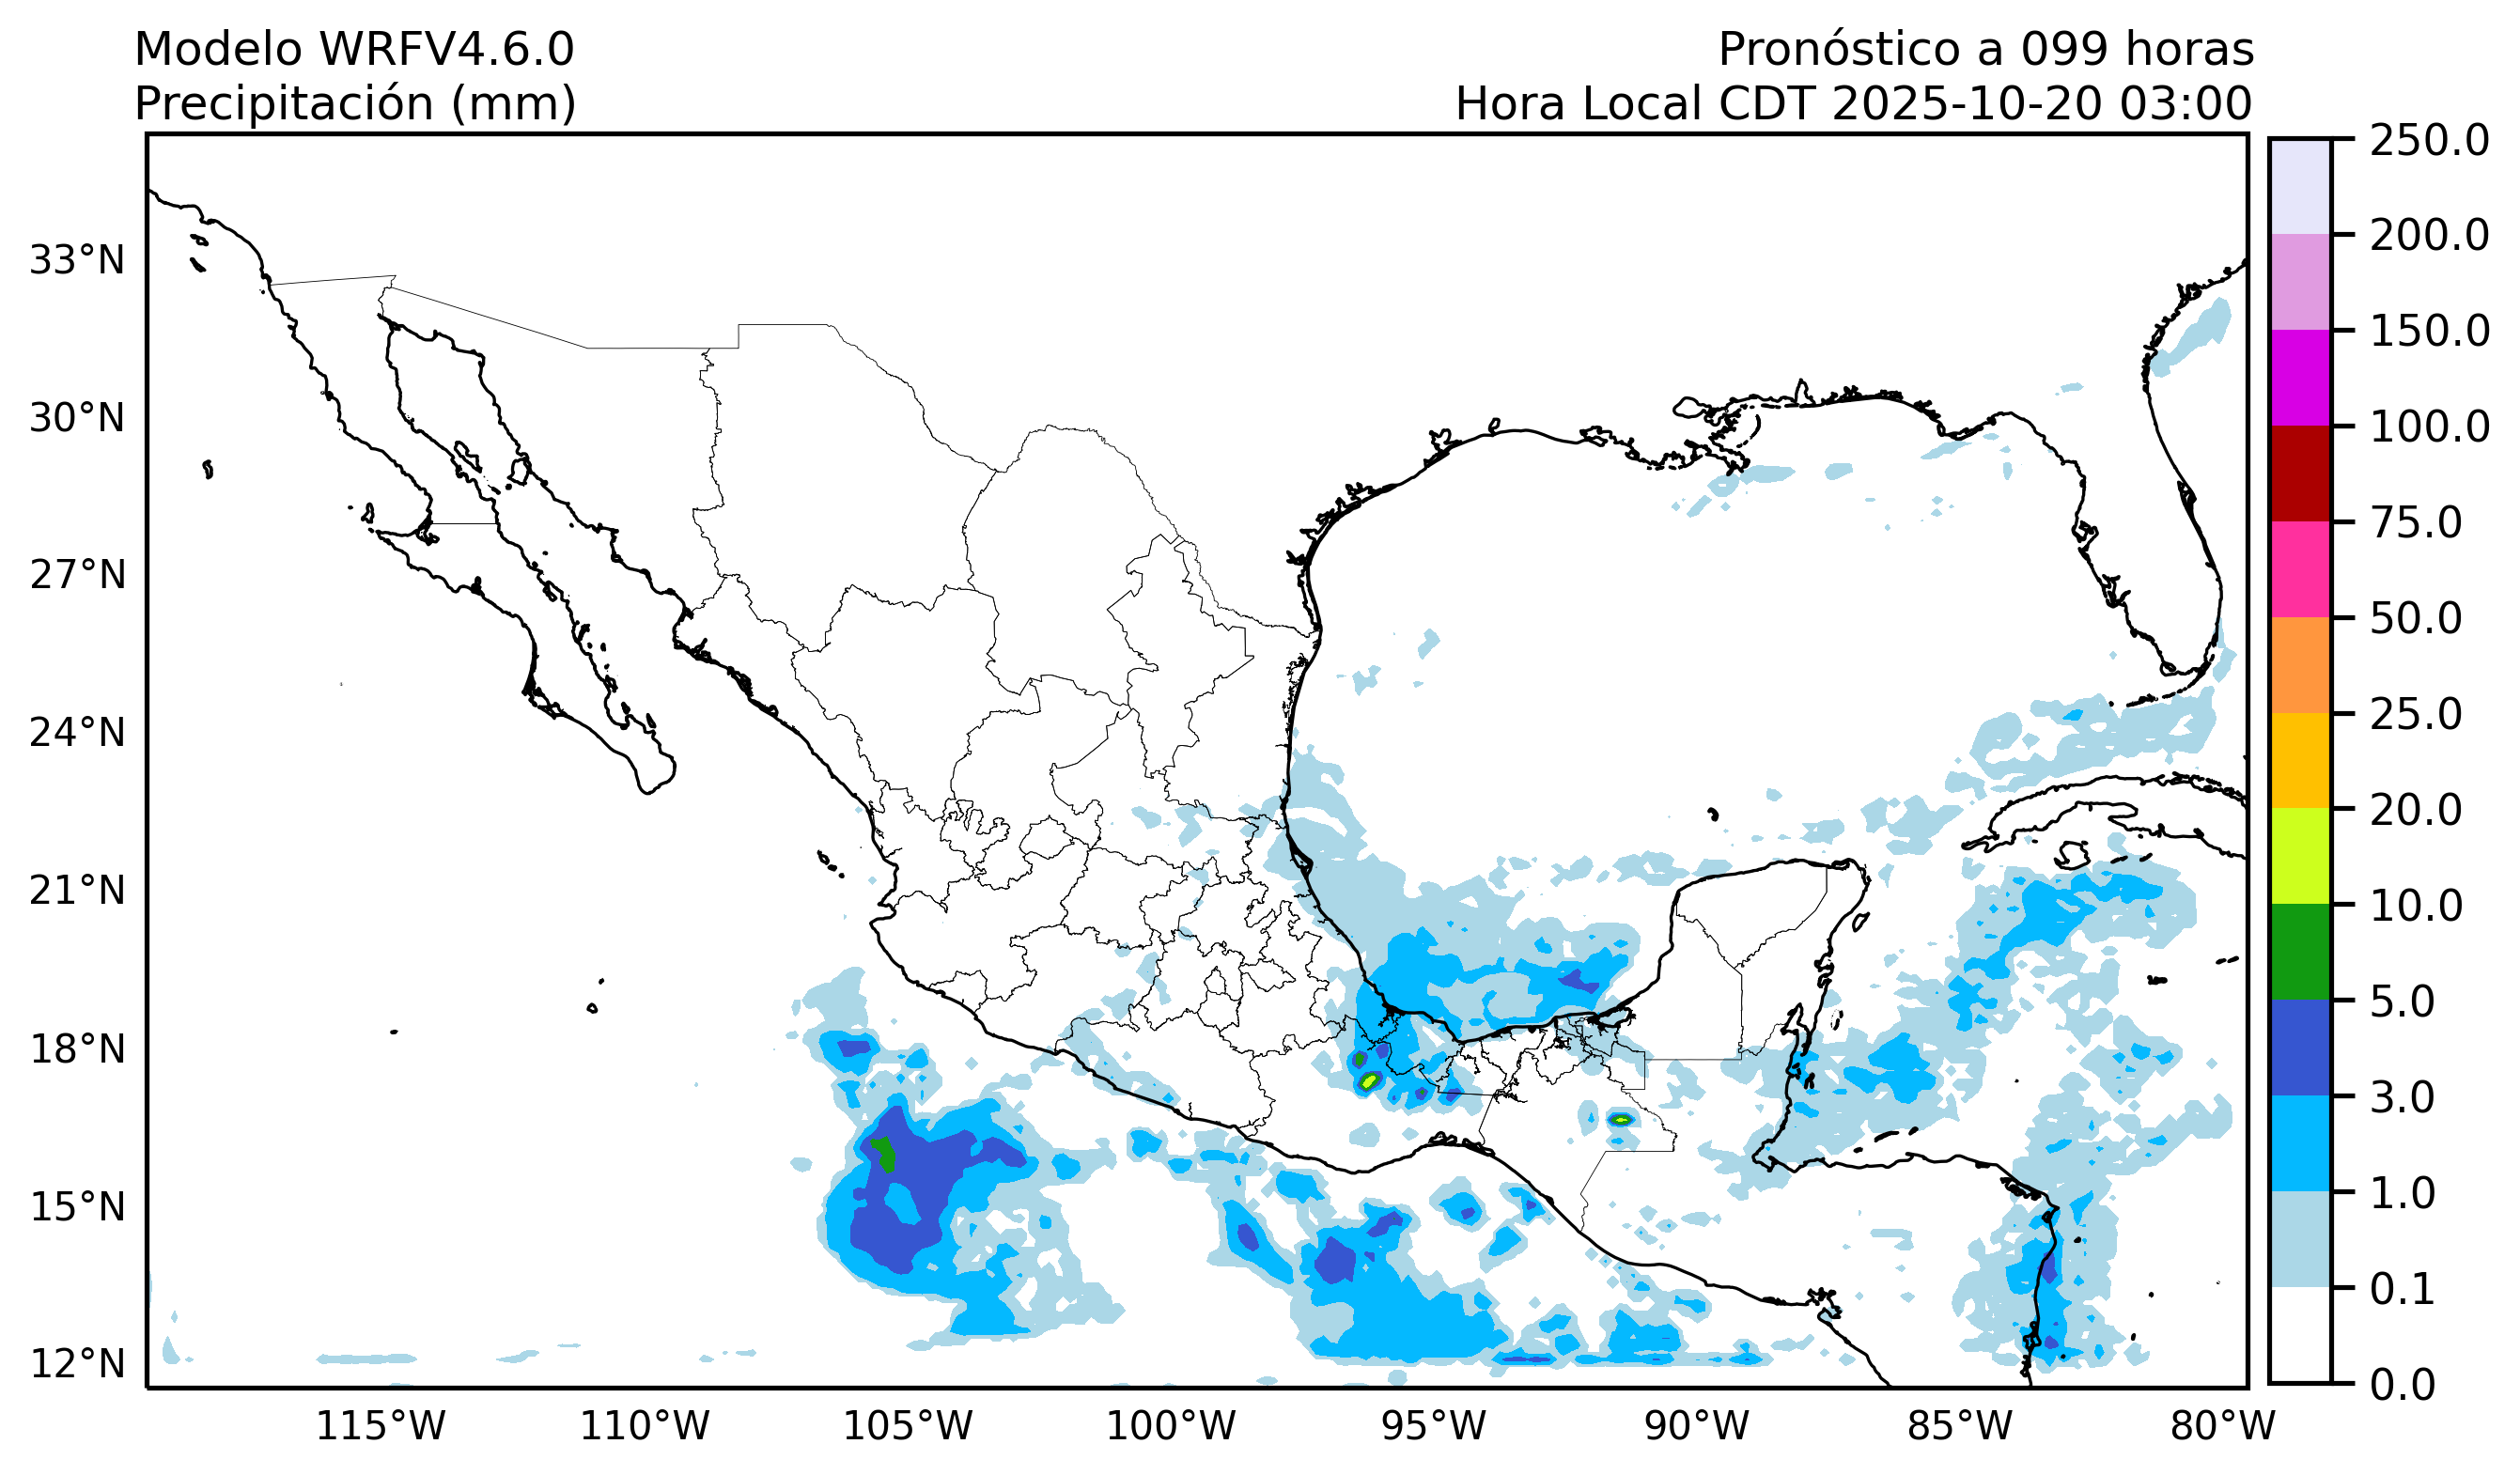 Modelo WRFV4.6.0
Precipitación (mm)
Pronóstico a 099 horas
Hora Local CDT 2025-10-20 03:00
33°N
30°N
27°N
24°N
21°N
18°N
15°N
12°N
115°W
110°W
105°W
100°W
95°W
90°W
85°W
80°W
250.0
200.0
150.0
100.0
75.0
50.0
25.0
20.0
10.0
5.0
3.0
1.0
0.1
0.0